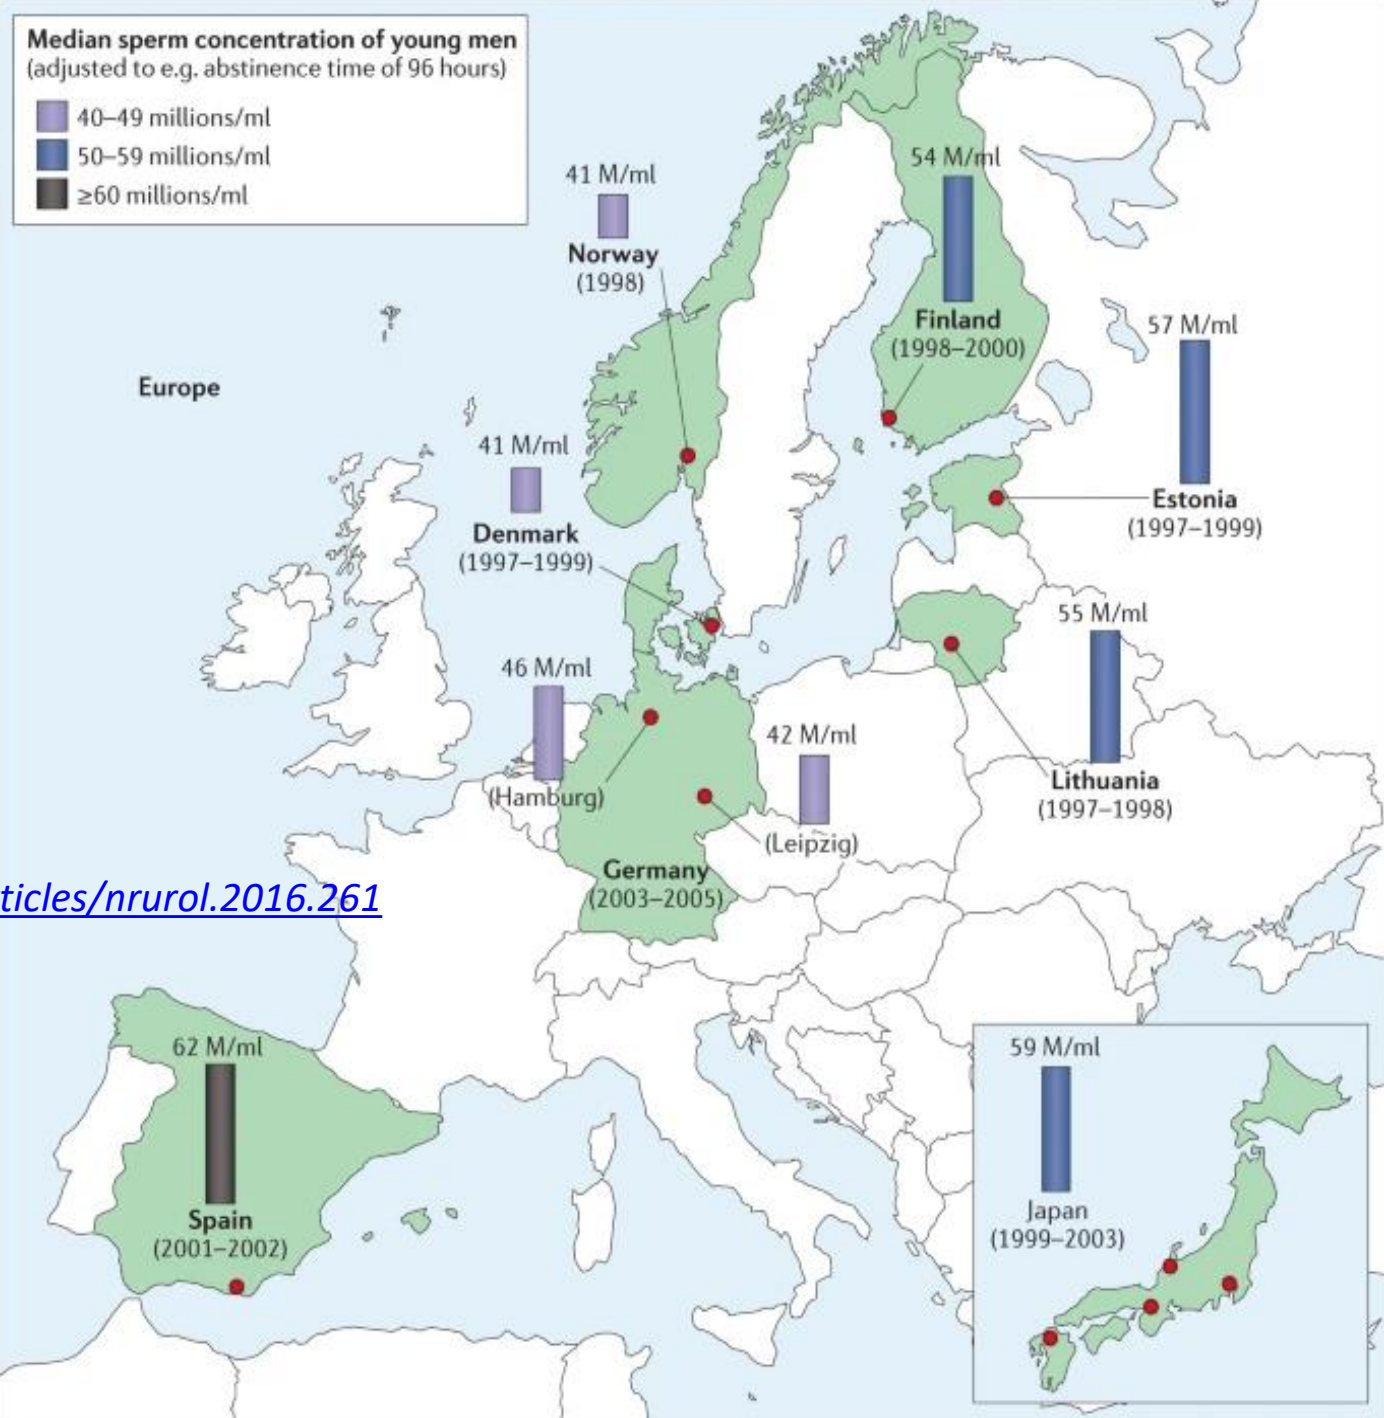 Median sperm concentration of young men
(adjusted to e.g. abstinence time of 96 hours)
40–49 millions/ml
50–59 millions/ml
≥60 millions/ml
41 M/ml
Norway
(1998)
54 M/ml
Finland
(1998–2000)
57 M/ml
Estonia
(1997–1999)
Europe
41 M/ml
Denmark
(1997–1999)
55 M/ml
Lithuania
(1997–1998)
46 M/ml
(Hamburg)
42 M/ml
(Leipzig)
Germany
(2003–2005)
ticles/nrurol.2016.261
62 M/ml
Spain
(2001–2002)
59 M/ml
Japan
(1999–2003)